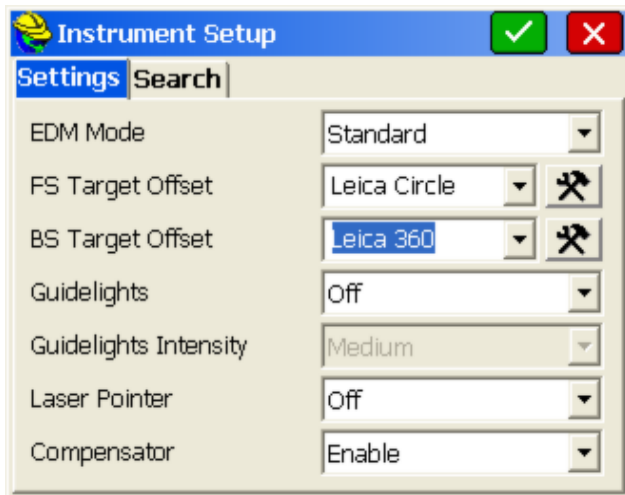 Instrument Setup
Settings Search
EDM Mode Standard
FS Target Offset Leica Circle
BS Target Offset Leica 360
Guidelights Off
Guidelights Intensity Medium
Laser Pointer Off
Compensator Enable